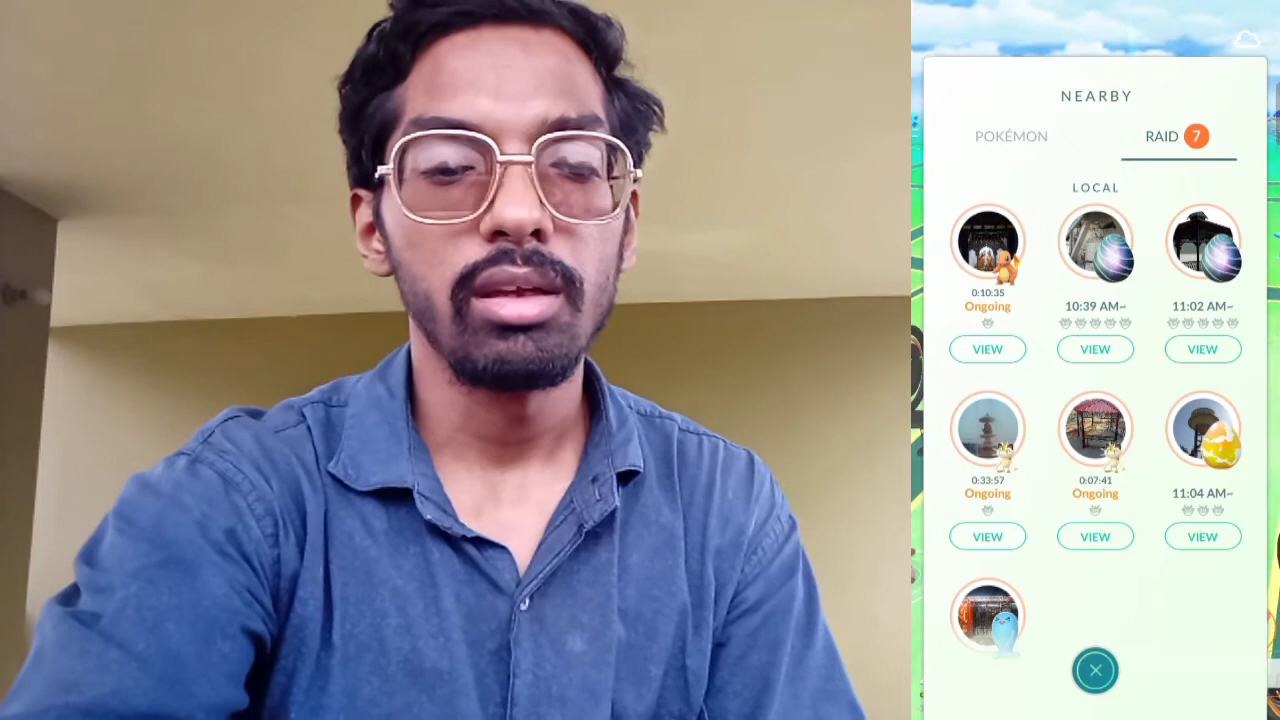 NEARBY
POKÉMON
RAID 7
LOCAL
0:10:35
Ongoing
10:39 AM~
11:02 AM~
VIEW
VIEW
VIEW
0:33:57
Ongoing
0:07:41
Ongoing
11:04 AM~
VIEW
VIEW
VIEW